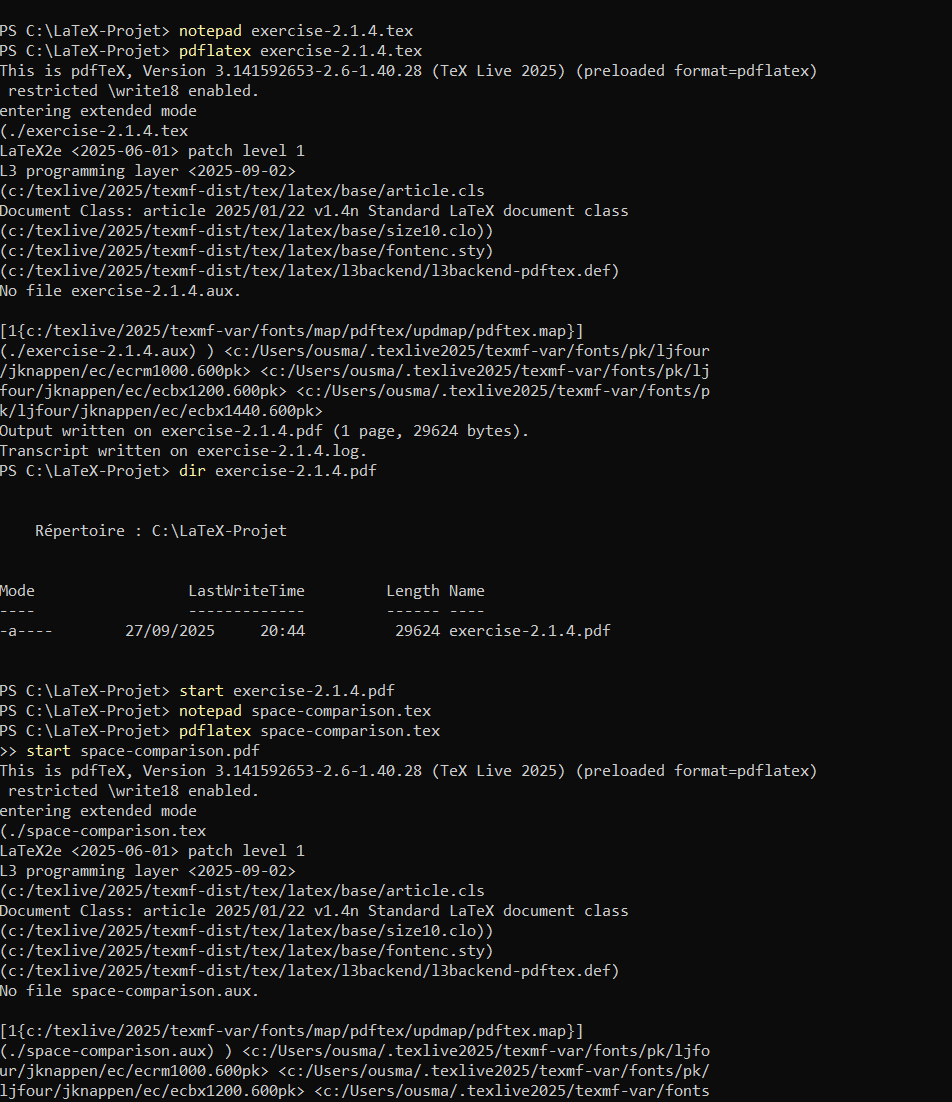 PS C:\LaTeX-Projet> notepad exercise-2.1.4.tex
PS C:\LaTeX-Projet> pdflatex exercise-2.1.4.tex
This is pdfTeX, Version 3.141592653-2.6-1.40.28 (TeX Live 2025) (preloaded format=pdflatex)
 restricted \write18 enabled.
entering extended mode
(./exercise-2.1.4.tex
LaTeX2e <2025-06-01> patch level 1
L3 programming layer <2025-09-02>
(c:/texlive/2025/texmf-dist/tex/latex/base/article.cls
Document Class: article 2025/01/22 v1.4n Standard LaTeX document class
(c:/texlive/2025/texmf-dist/tex/latex/base/size10.clo))
(c:/texlive/2025/texmf-dist/tex/latex/base/fontenc.sty)
(c:/texlive/2025/texmf-dist/tex/latex/l3backend/l3backend-pdftex.def)
No file exercise-2.1.4.aux.

[1{c:/texlive/2025/texmf-var/fonts/map/pdftex/updmap/pdftex.map}]
(./exercise-2.1.4.aux) ) <c:/Users/ousma/.texlive2025/texmf-var/fonts/pk/ljfour
/jknappen/ec/ecrm1000.600pk> <c:/Users/ousma/.texlive2025/texmf-var/fonts/pk/lj
four/jknappen/ec/ecbx1200.600pk> <c:/Users/ousma/.texlive2025/texmf-var/fonts/p
k/ljfour/jknappen/ec/ecbx1440.600pk>
Output written on exercise-2.1.4.pdf (1 page, 29624 bytes).
Transcript written on exercise-2.1.4.log.
PS C:\LaTeX-Projet> dir exercise-2.1.4.pdf

    Répertoire : C:\LaTeX-Projet

Mode                 LastWriteTime         Length Name
----                 -------------         ------ ----
-a----        27/09/2025     20:44          29624 exercise-2.1.4.pdf

PS C:\LaTeX-Projet> start exercise-2.1.4.pdf
PS C:\LaTeX-Projet> notepad space-comparison.tex
PS C:\LaTeX-Projet> pdflatex space-comparison.tex
>> start space-comparison.pdf
This is pdfTeX, Version 3.141592653-2.6-1.40.28 (TeX Live 2025) (preloaded format=pdflatex)
 restricted \write18 enabled.
entering extended mode
(./space-comparison.tex
LaTeX2e <2025-06-01> patch level 1
L3 programming layer <2025-09-02>
(c:/texlive/2025/texmf-dist/tex/latex/base/article.cls
Document Class: article 2025/01/22 v1.4n Standard LaTeX document class
(c:/texlive/2025/texmf-dist/tex/latex/base/size10.clo))
(c:/texlive/2025/texmf-dist/tex/latex/base/fontenc.sty)
(c:/texlive/2025/texmf-dist/tex/latex/l3backend/l3backend-pdftex.def)
No file space-comparison.aux.

[1{c:/texlive/2025/texmf-var/fonts/map/pdftex/updmap/pdftex.map}]
(./space-comparison.aux) ) <c:/Users/ousma/.texlive2025/texmf-var/fonts/pk/ljfo
ur/jknappen/ec/ecrm1000.600pk> <c:/Users/ousma/.texlive2025/texmf-var/fonts/pk/
ljfour/jknappen/ec/ecbx1200.600pk> <c:/Users/ousma/.texlive2025/texmf-var/fonts